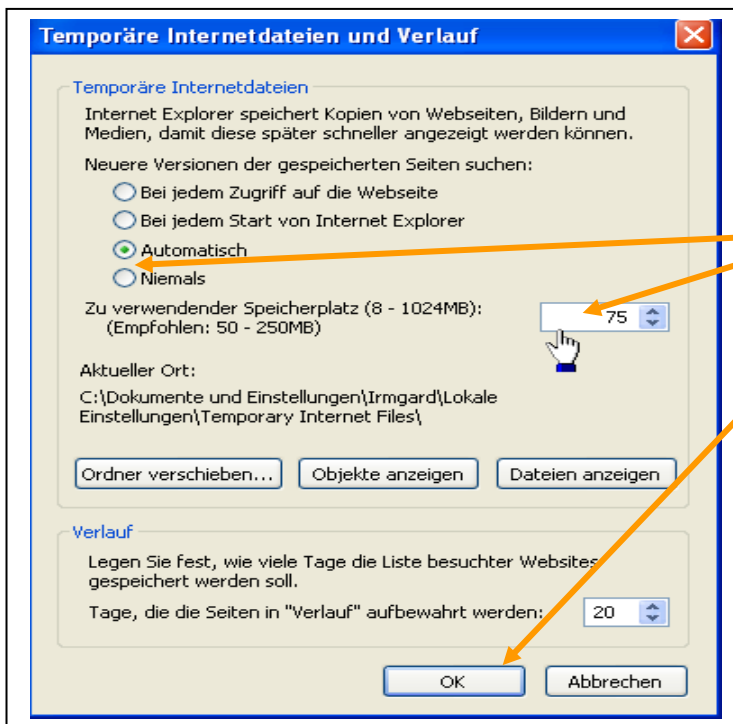 Temporäre Internetdateien und Verlauf
Temporäre Internetdateien
Internet Explorer speichert Kopien von Webseiten, Bildern und
Medien, damit diese später schneller angezeigt werden können.
Neuere Versionen der gespeicherten Seiten suchen:
Bei jedem Zugriff auf die Webseite
Bei jedem Start von Internet Explorer
Automatisch
Niemals
Zu verwendender Speicherplatz (8 - 1024MB): 75
(Empfohlen: 50 - 250MB)
Aktueller Ort:
C:\Dokumente und Einstellungen\Irmgard\Lokale
Einstellungen\Temporary Internet Files\
Ordner verschieben... Objekte anzeigen Dateien anzeigen
Verlauf
Legen Sie fest, wie viele Tage die Liste besuchter Websites
gespeichert werden soll.
Tage, die die Seiten in "Verlauf" aufbewahrt werden: 20
OK Abbrechen